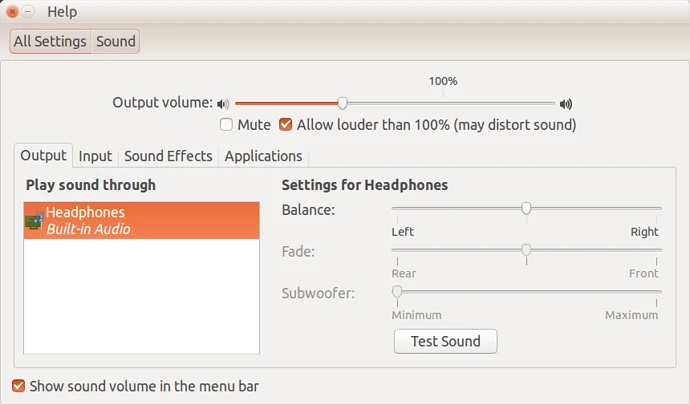 Help
All Settings Sound
100%
Output volume:
Mute Allow louder than 100% (may distort sound)
Output Input Sound Effects Applications
Play sound through
Headphones
Built-in Audio
Settings for Headphones
Balance:
Left Right
Fade:
Rear Front
Subwoofer:
Minimum Maximum
Test Sound
Show sound volume in the menu bar